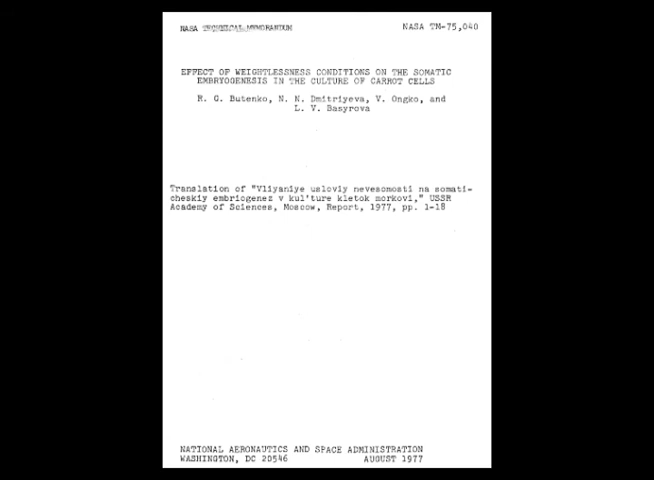 NASA TECHNICAL MEMORANDUM
NASA TM-75,040
EFFECT OF WEIGHTLESSNESS CONDITIONS ON THE SOMATIC
EMBRYOGENESIS IN THE CULTURE OF CARROT CELLS
R. G. Butenko, N. N. Dmitriyeva, V. Ongko, and
L. V. Basyrova
Translation of "Vliyaniye usloviy nevesomosti na somati-
cheskiy embriogenez v kul'ture kletok morkovi," USSR
Academy of Sciences, Moscow, Report, 1977, pp. 1-18
NATIONAL AERONAUTICS AND SPACE ADMINISTRATION
WASHINGTON, DC 20546 AUGUST 1977